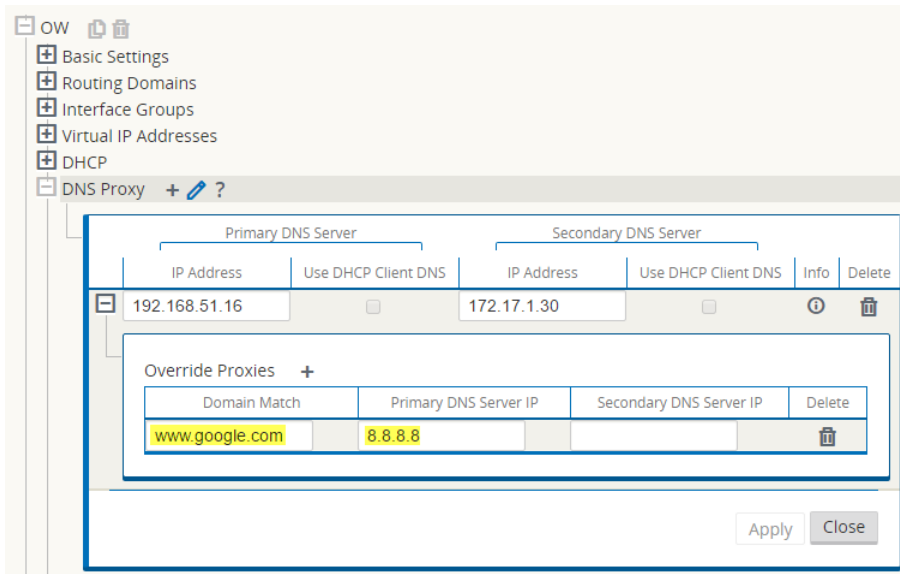 OW
Basic Settings
Routing Domains
Interface Groups
Virtual IP Addresses
DHCP
DNS Proxy + ?
Primary DNS Server Secondary DNS Server
IP Address Use DHCP Client DNS IP Address Use DHCP Client DNS Info Delete
192.168.51.16 172.17.1.30
Override Proxies +
Domain Match Primary DNS Server IP Secondary DNS Server IP Delete
www.google.com 8.8.8.8
Apply Close